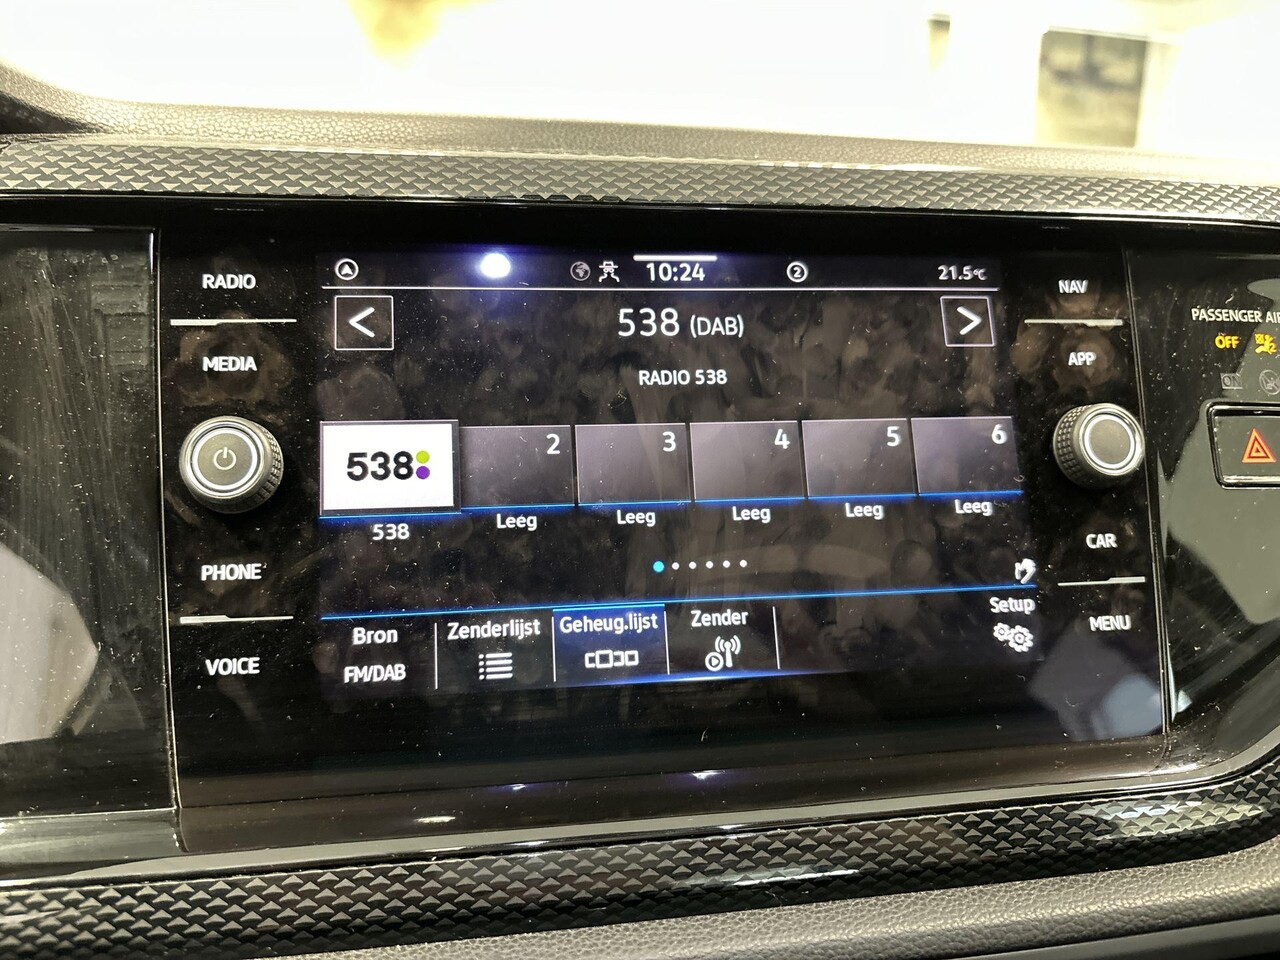 RADIO
MEDIA
PHONE
VOICE
10:24
2
21.5°C
<
>
538 (DAB)
RADIO 538
538
2
3
4
5
6
538
Leeg
Leeg
Leeg
Leeg
Leeg
Bron
FM/DAB
Zenderlijst
Geheug.lijst
Zender
Setup
NAV
APP
CAR
MENU
PASSENGER AI
OFF
ON